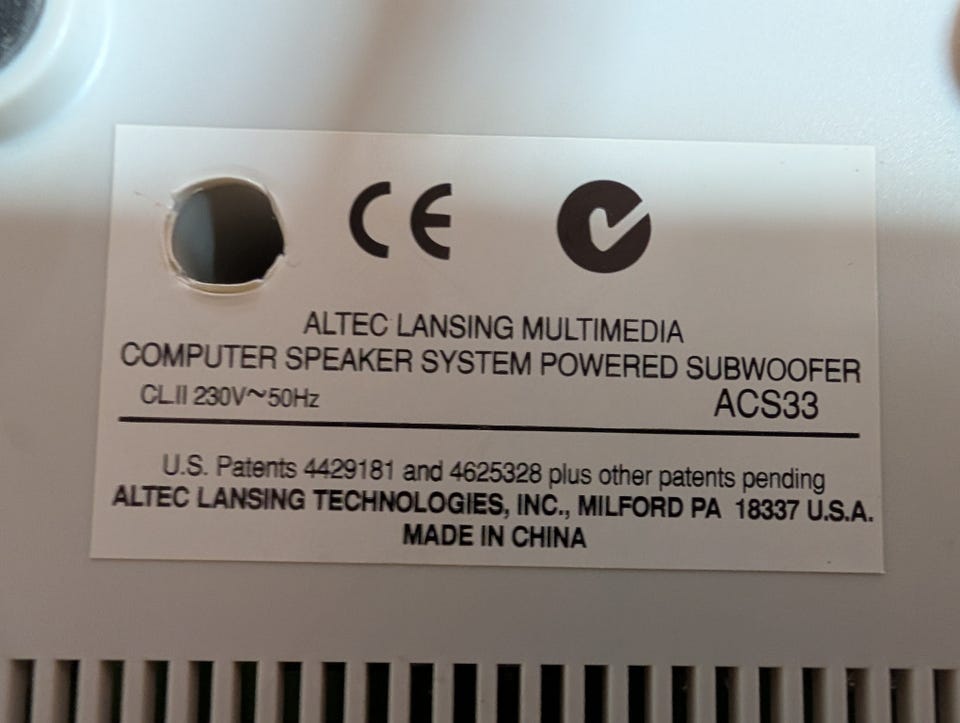 CE
ALTEC LANSING MULTIMEDIA
COMPUTER SPEAKER SYSTEM POWERED SUBWOOFER
CL.II 230V~50Hz ACS33
U.S. Patents 4429181 and 4625328 plus other patents pending
ALTEC LANSING TECHNOLOGIES, INC., MILFORD PA 18337 U.S.A.
MADE IN CHINA